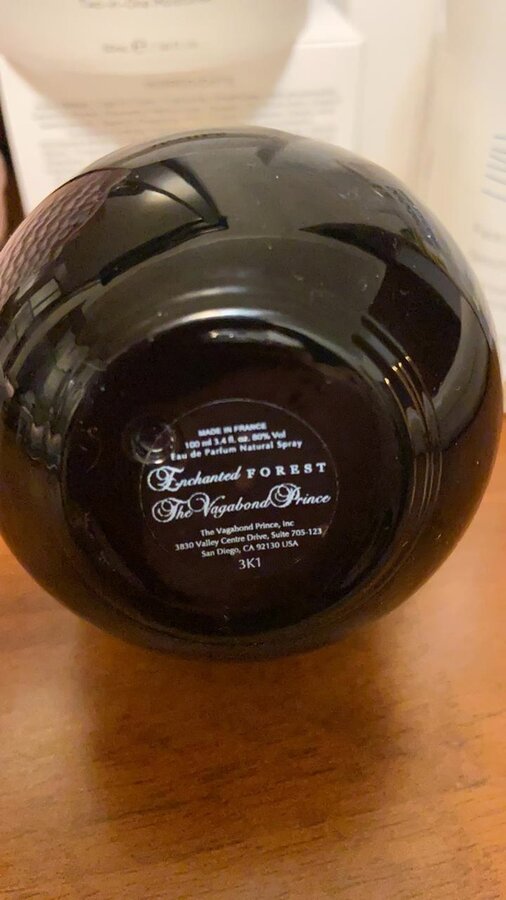 MADE IN FRANCE
100 ml 3.4 fl. oz. 80% Vol
Eau de Parfum Natural Spray
Enchanted FOREST
The Vagabond Prince
The Vagabond Prince, Inc
3830 Valley Centre Drive, Suite 705-123
San Diego, CA 92130 USA
3K1